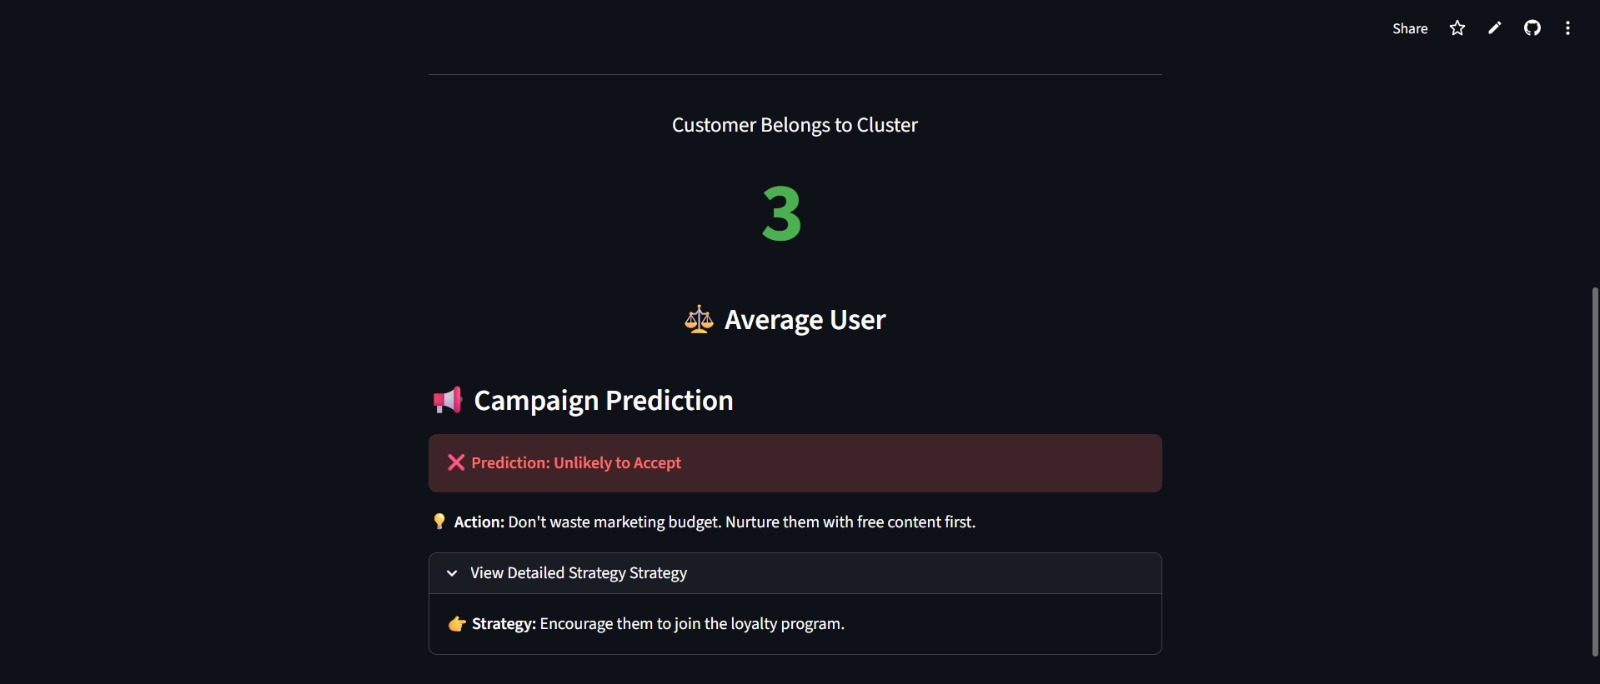 Share
Customer Belongs to Cluster
3
⚖️ Average User
📢 Campaign Prediction
❌ Prediction: Unlikely to Accept
💡 Action: Don't waste marketing budget. Nurture them with free content first.
View Detailed Strategy Strategy
👉 Strategy: Encourage them to join the loyalty program.